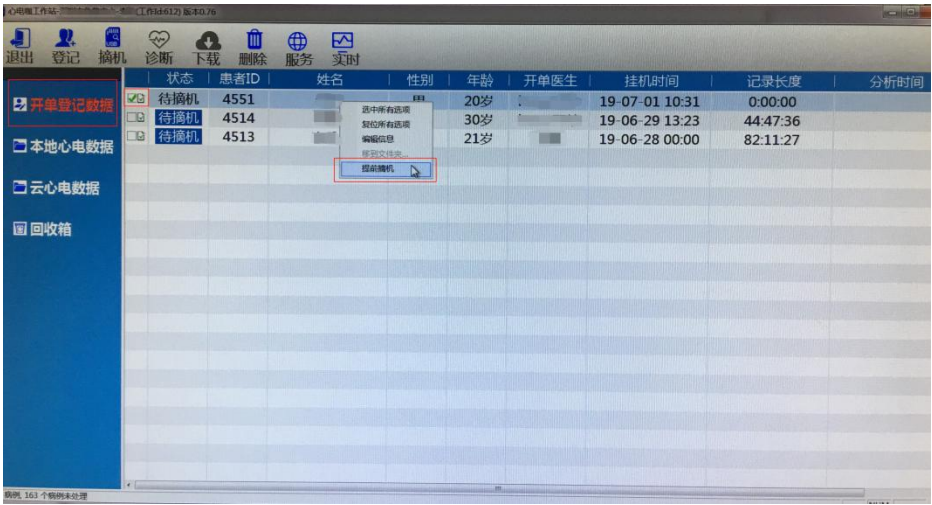 心电帽工作站- (工作Id:612) 版本0.76
退出 登记 摘机 诊断 下载 删除 服务 实时
状态 患者ID 姓名 性别 年龄 开单医生 挂机时间 记录长度 分析时间
开单登记数据
本地心电数据
云心电数据
回收箱
待摘机 4551 男 20岁 19-07-01 10:31 0:00:00
待摘机 4514 30岁 19-06-29 13:23 44:47:36
待摘机 4513 21岁 19-06-28 00:00 82:11:27
选中所有选项
复位所有选项
编辑信息
移到文件夹...
提前摘机
病例, 163 个病例未处理